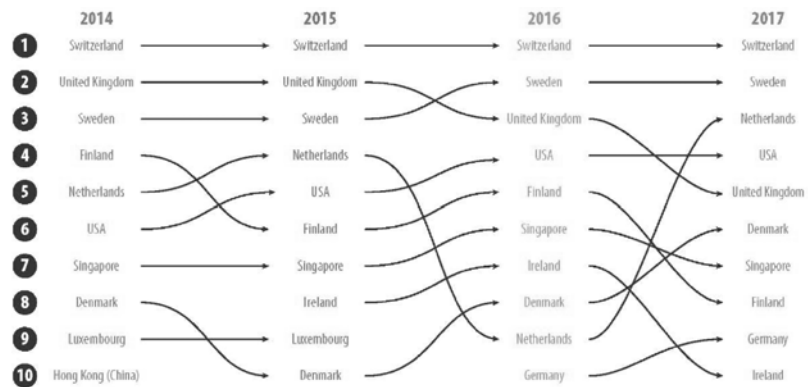 2014 2015 2016 2017
1 Switzerland Switzerland Switzerland Switzerland
2 United Kingdom United Kingdom Sweden Sweden
3 Sweden Sweden United Kingdom Netherlands
4 Finland Netherlands USA USA
5 Netherlands USA Finland United Kingdom
6 USA Finland Singapore Denmark
7 Singapore Singapore Ireland Singapore
8 Denmark Ireland Denmark Finland
9 Luxembourg Luxembourg Netherlands Germany
10 Hong Kong (China) Denmark Germany Ireland